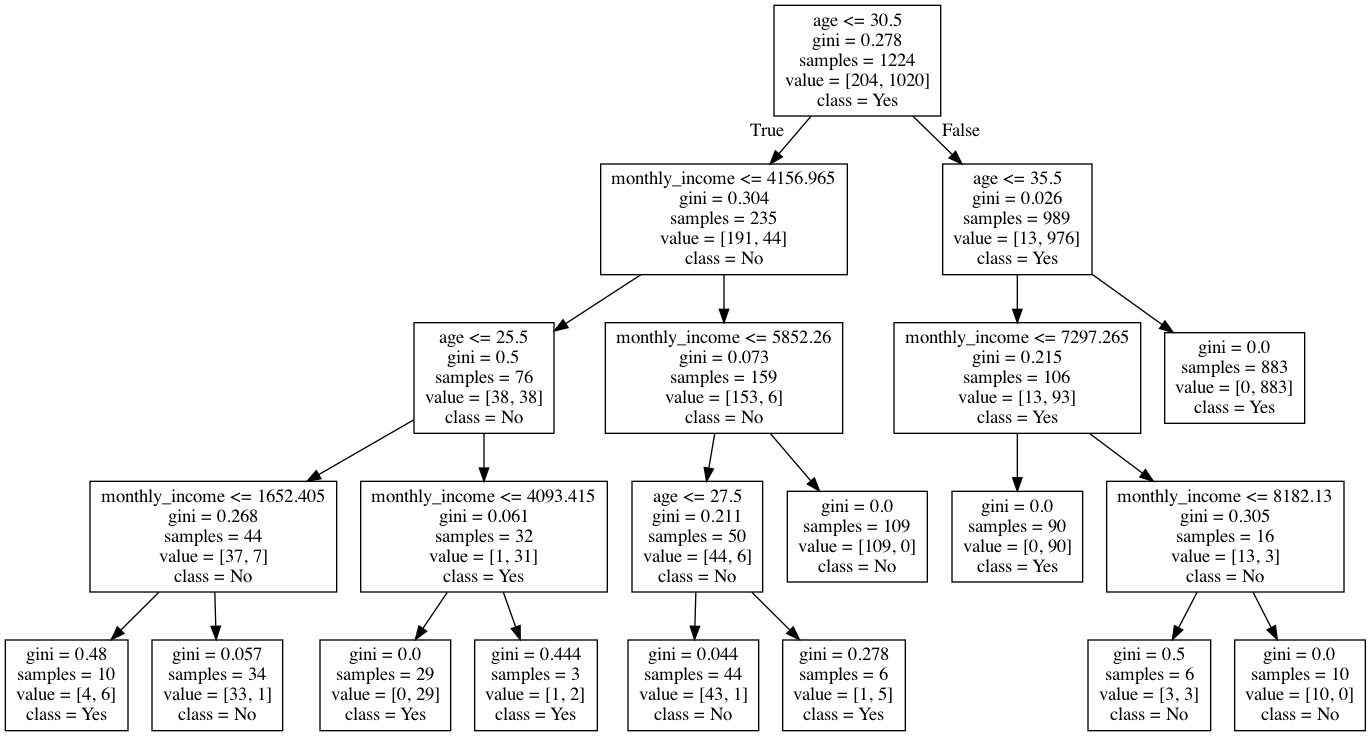 age <= 30.5
gini = 0.278
samples = 1224
value = [204, 1020]
class = Yes
True
False
monthly_income <= 4156.965
gini = 0.304
samples = 235
value = [191, 44]
class = No
age <= 35.5
gini = 0.026
samples = 989
value = [13, 976]
class = Yes
age <= 25.5
gini = 0.5
samples = 76
value = [38, 38]
class = No
monthly_income <= 5852.26
gini = 0.073
samples = 159
value = [153, 6]
class = No
monthly_income <= 7297.265
gini = 0.215
samples = 106
value = [13, 93]
class = Yes
gini = 0.0
samples = 883
value = [0, 883]
class = Yes
monthly_income <= 1652.405
gini = 0.268
samples = 44
value = [37, 7]
class = No
monthly_income <= 4093.415
gini = 0.061
samples = 32
value = [1, 31]
class = Yes
age <= 27.5
gini = 0.211
samples = 50
value = [44, 6]
class = No
gini = 0.0
samples = 109
value = [109, 0]
class = No
gini = 0.0
samples = 90
value = [0, 90]
class = Yes
monthly_income <= 8182.13
gini = 0.305
samples = 16
value = [13, 3]
class = No
gini = 0.48
samples = 10
value = [4, 6]
class = Yes
gini = 0.057
samples = 34
value = [33, 1]
class = No
gini = 0.0
samples = 29
value = [0, 29]
class = Yes
gini = 0.444
samples = 3
value = [1, 2]
class = Yes
gini = 0.044
samples = 44
value = [43, 1]
class = No
gini = 0.278
samples = 6
value = [1, 5]
class = Yes
gini = 0.5
samples = 6
value = [3, 3]
class = No
gini = 0.0
samples = 10
value = [10, 0]
class = No